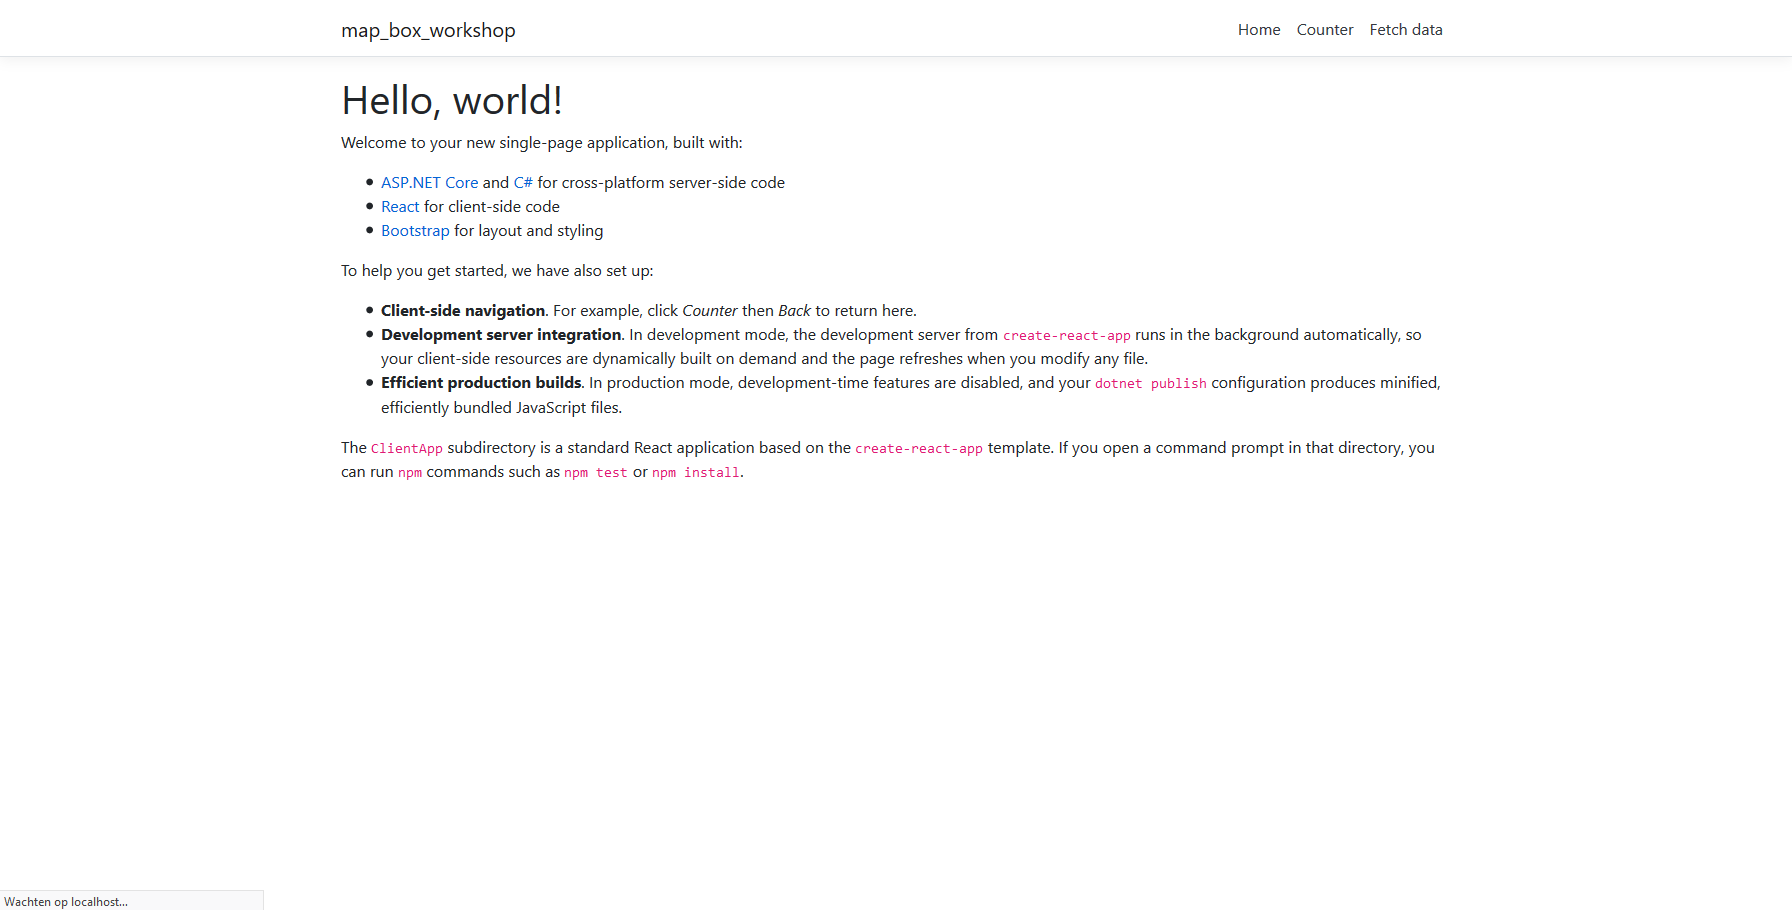 map_box_workshop
Home Counter Fetch data
Hello, world!
Welcome to your new single-page application, built with:
ASP.NET Core and C# for cross-platform server-side code
React for client-side code
Bootstrap for layout and styling
To help you get started, we have also set up:
Client-side navigation. For example, click Counter then Back to return here.
Development server integration. In development mode, the development server from create-react-app runs in the background automatically, so
your client-side resources are dynamically built on demand and the page refreshes when you modify any file.
Efficient production builds. In production mode, development-time features are disabled, and your dotnet publish configuration produces minified,
efficiently bundled JavaScript files.
The ClientApp subdirectory is a standard React application based on the create-react-app template. If you open a command prompt in that directory, you
can run npm commands such as npm test or npm install.
Wachten op localhost...